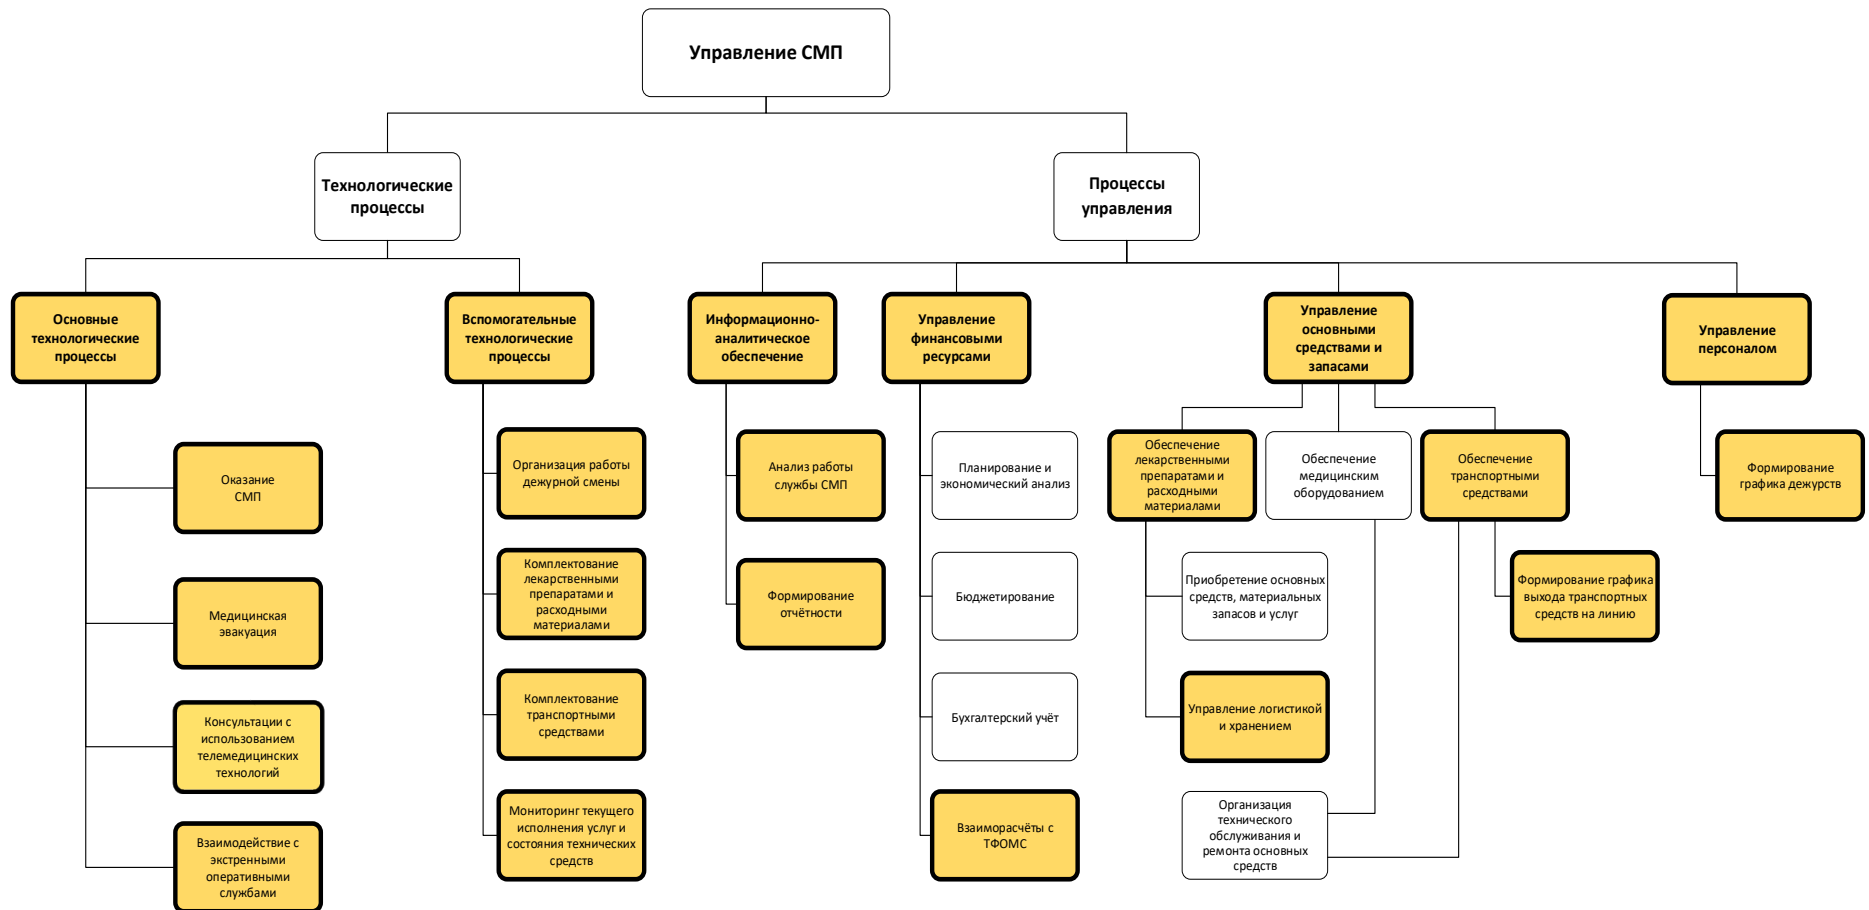 Управление СМП
Технологические
процессы
Процессы
управления
Основные
технологические
процессы
Вспомогательные
технологические
процессы
Информационно-
аналитическое
обеспечение
Управление
финансовыми
ресурсами
Управление
основными
средствами и
запасами
Управление
персоналом
Оказание
СМП
Медицинская
эвакуация
Консультации с
использованием
телемедицинских
технологий
Взаимодействие с
экстренными
оперативными
службами
Организация работы
дежурной смены
Комплектование
лекарственными
препаратами и
расходными
материалами
Комплектование
транспортными
средствами
Мониторинг текущего
исполнения услуг и
состояния технических
средств
Анализ работы
службы СМП
Формирование
отчётности
Планирование и
экономический анализ
Бюджетирование
Бухгалтерский учёт
Взаиморасчёты с
ТФОМС
Обеспечение
лекарственными
препаратами и
расходными
материалами
Обеспечение
медицинским
оборудованием
Обеспечение
транспортными
средствами
Приобретение основных
средств, материальных
запасов и услуг
Управление логистикой
и хранением
Организация
технического
обслуживания и
ремонта основных
средств
Формирование графика
выхода транспортных
средств на линию
Формирование
графика дежурств